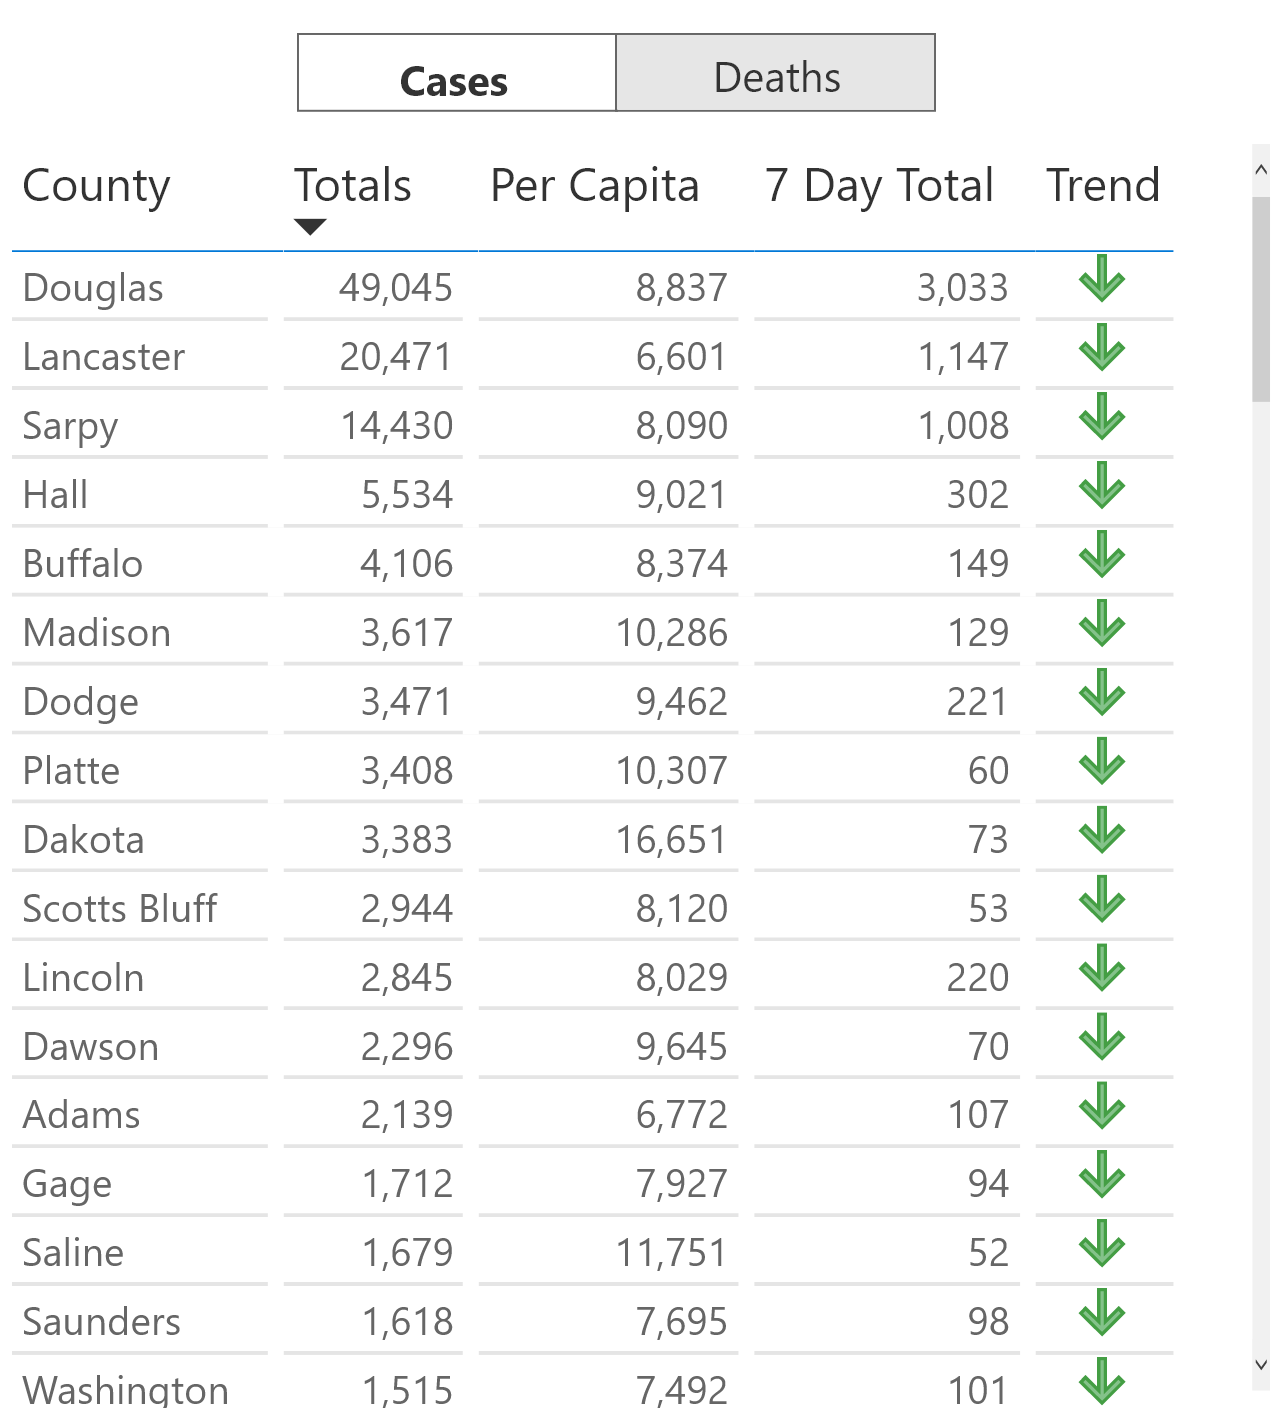 Cases Deaths
County Totals Per Capita 7 Day Total Trend
Douglas 49,045 8,837 3,033
Lancaster 20,471 6,601 1,147
Sarpy 14,430 8,090 1,008
Hall 5,534 9,021 302
Buffalo 4,106 8,374 149
Madison 3,617 10,286 129
Dodge 3,471 9,462 221
Platte 3,408 10,307 60
Dakota 3,383 16,651 73
Scotts Bluff 2,944 8,120 53
Lincoln 2,845 8,029 220
Dawson 2,296 9,645 70
Adams 2,139 6,772 107
Gage 1,712 7,927 94
Saline 1,679 11,751 52
Saunders 1,618 7,695 98
Washington 1,515 7,492 101